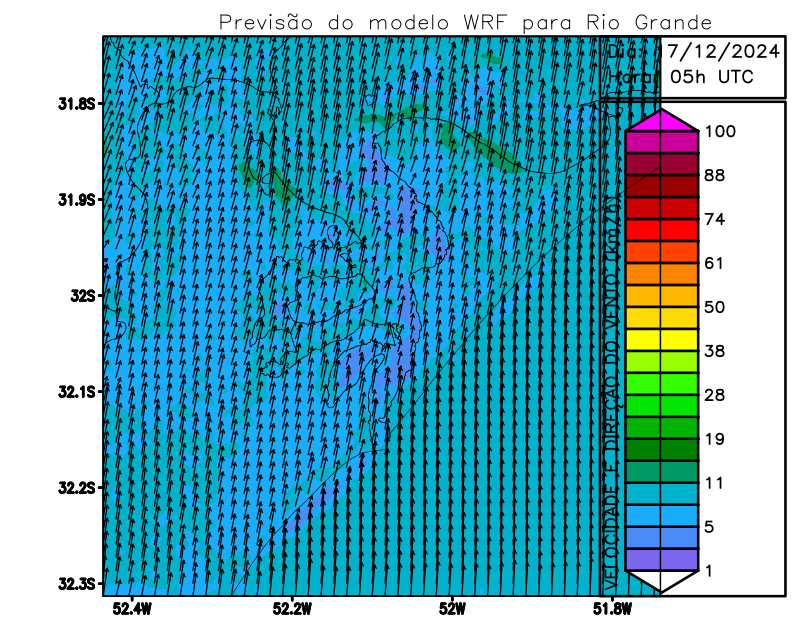 Previsão do modelo WRF para Rio Grande
Dia: 7/12/2024
Hora: 05h UTC
31.8S
31.9S
32S
32.1S
32.2S
32.3S
52.4W
52.2W
52W
51.8W
VELOCIDADE E DIREÇÃO DO VENTO (km/h)
100
88
74
61
50
38
28
19
11
5
1